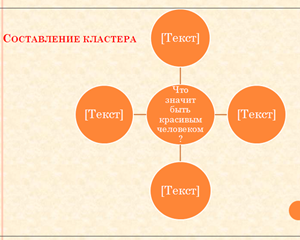 Составление кластера
[Текст]
[Текст]
Что
значит
быть
красивым
человеком
?
[Текст]
[Текст]